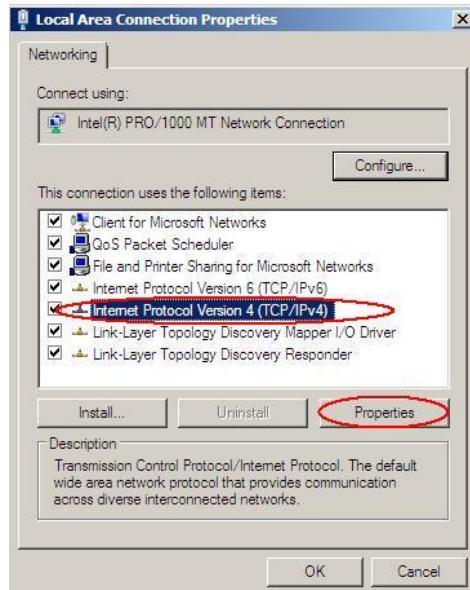 Local Area Connection Properties
Networking
Connect using:
Intel(R) PRO/1000 MT Network Connection
Configure...
This connection uses the following items:
Client for Microsoft Networks
QoS Packet Scheduler
File and Printer Sharing for Microsoft Networks
Internet Protocol Version 6 (TCP/IPv6)
Internet Protocol Version 4 (TCP/IPv4)
Link-Layer Topology Discovery Mapper I/O Driver
Link-Layer Topology Discovery Responder
Install... Uninstall Properties
Description
Transmission Control Protocol/Internet Protocol. The default
wide area network protocol that provides communication
across diverse interconnected networks.
OK Cancel